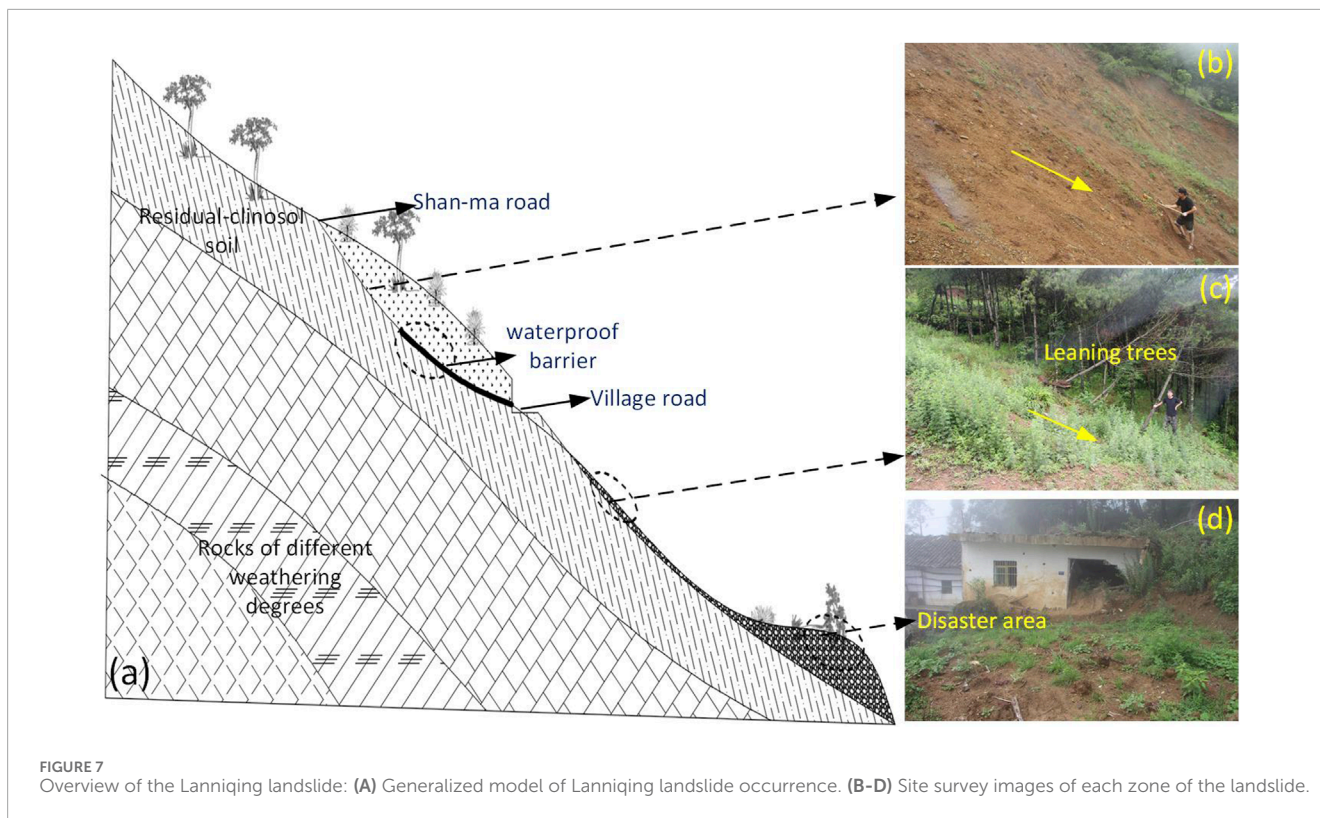 Residual-clinosol
soil
Shan-ma road
waterproof
barrier
Village road
Rocks of different
weathering
degrees
(a)
(b)
(c)
Leaning trees
(d)
Disaster area
FIGURE 7
Overview of the Lanniqing landslide: (A) Generalized model of Lanniqing landslide occurrence. (B-D) Site survey images of each zone of the landslide.